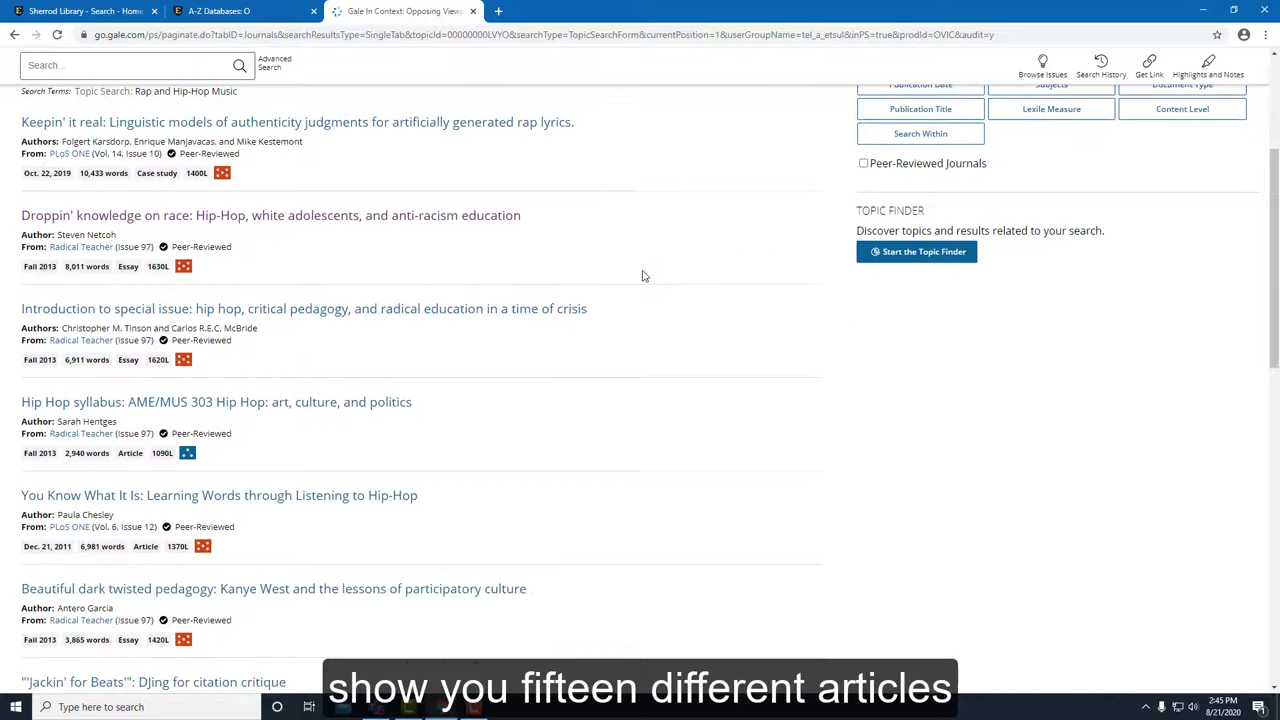 Sherrod Library - Search - Home
A-Z Databases: O
Gale In Context: Opposing View
go.gale.com/ps/paginate.do?tabID=Journals&searchResultsType=SingleTab&topicId=00000000LVYO&searchType=TopicSearchForm&currentPosition=1&userGroupName=tel_a_etsul&inPS=true&prodId=OVIC&audit=y
Search...
Advanced
Search
Browse Issues
Search History
Get Link
Highlights and Notes
Search Terms: Topic Search: Rap and Hip-Hop Music
Keepin' it real: Linguistic models of authenticity judgments for artificially generated rap lyrics.
Authors: Folgert Karsdorp, Enrique Manjavacas, and Mike Kestemont
From: PLoS ONE (Vol. 14, Issue 10) Peer-Reviewed
Oct. 22, 2019 10,433 words Case study 1400L
Droppin' knowledge on race: Hip-Hop, white adolescents, and anti-racism education
Author: Steven Netcoh
From: Radical Teacher (Issue 97) Peer-Reviewed
Fall 2013 8,011 words Essay 1630L
Introduction to special issue: hip hop, critical pedagogy, and radical education in a time of crisis
Authors: Christopher M. Tinson and Carlos R.E.C. McBride
From: Radical Teacher (Issue 97) Peer-Reviewed
Fall 2013 6,911 words Essay 1620L
Hip Hop syllabus: AME/MUS 303 Hip Hop: art, culture, and politics
Author: Sarah Hentges
From: Radical Teacher (Issue 97) Peer-Reviewed
Fall 2013 2,940 words Article 1090L
You Know What It Is: Learning Words through Listening to Hip-Hop
Author: Paula Chesley
From: PLoS ONE (Vol. 6, Issue 12) Peer-Reviewed
Dec. 21, 2011 6,981 words Article 1370L
Beautiful dark twisted pedagogy: Kanye West and the lessons of participatory culture
Author: Antero Garcia
From: Radical Teacher (Issue 97) Peer-Reviewed
Fall 2013 3,865 words Essay 1420L
"'Jackin' for Beats'": DJing for citation critique
Publication Date
Subjects
Document Type
Publication Title
Lexile Measure
Content Level
Search Within
Peer-Reviewed Journals
TOPIC FINDER
Discover topics and results related to your search.
Start the Topic Finder
show you fifteen different articles
Type here to search
2:45 PM
8/21/2020